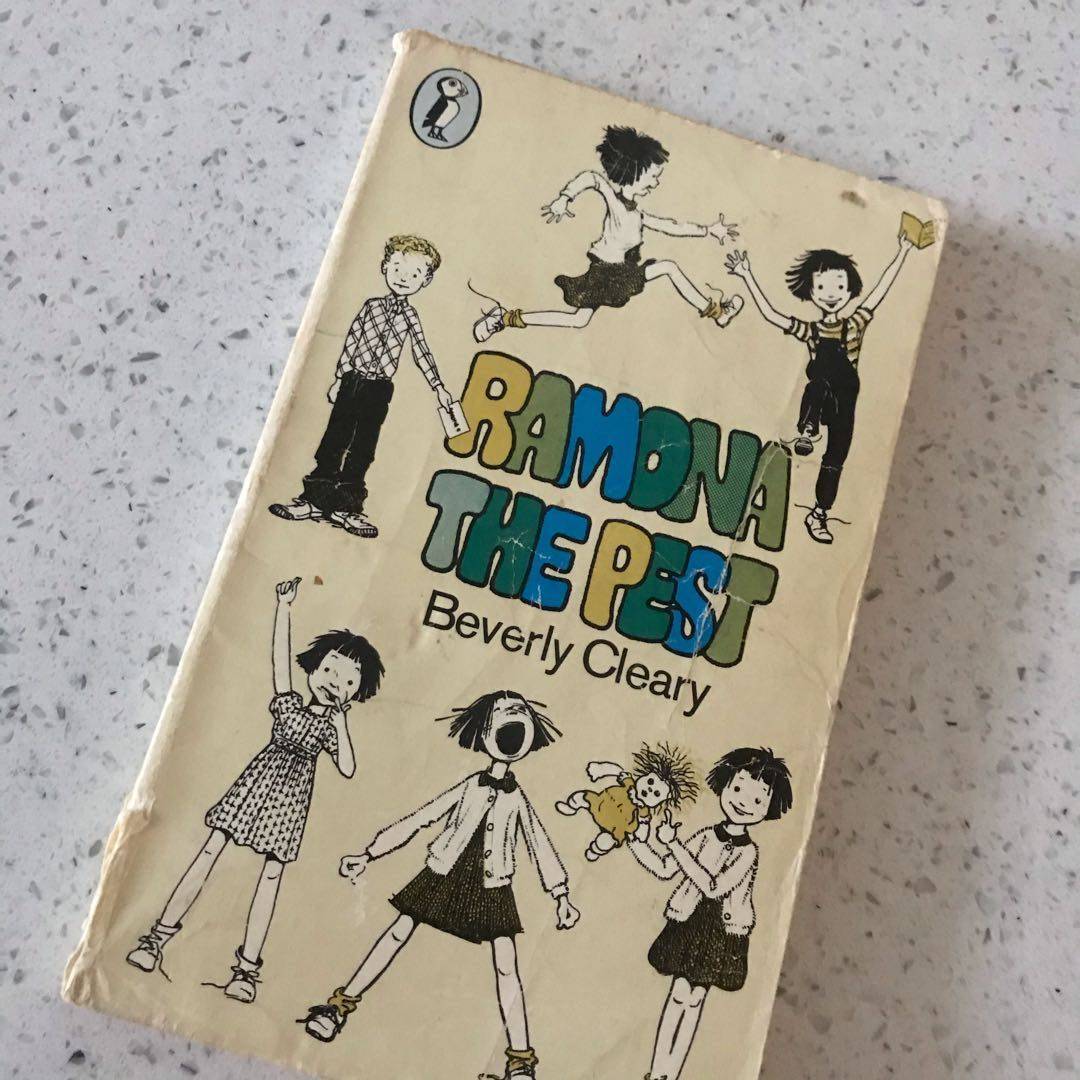 RAMONA
THE PEST
Beverly Cleary